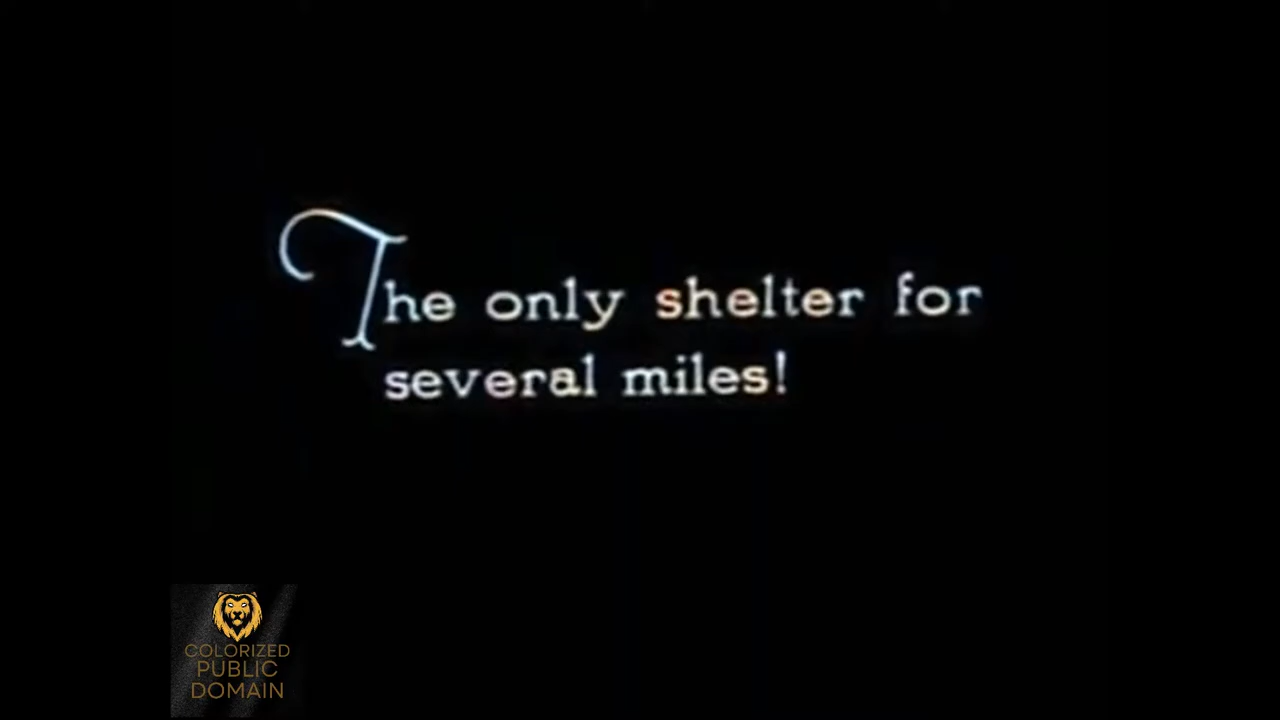 The only shelter for
several miles!
COLORIZED
PUBLIC
DOMAIN